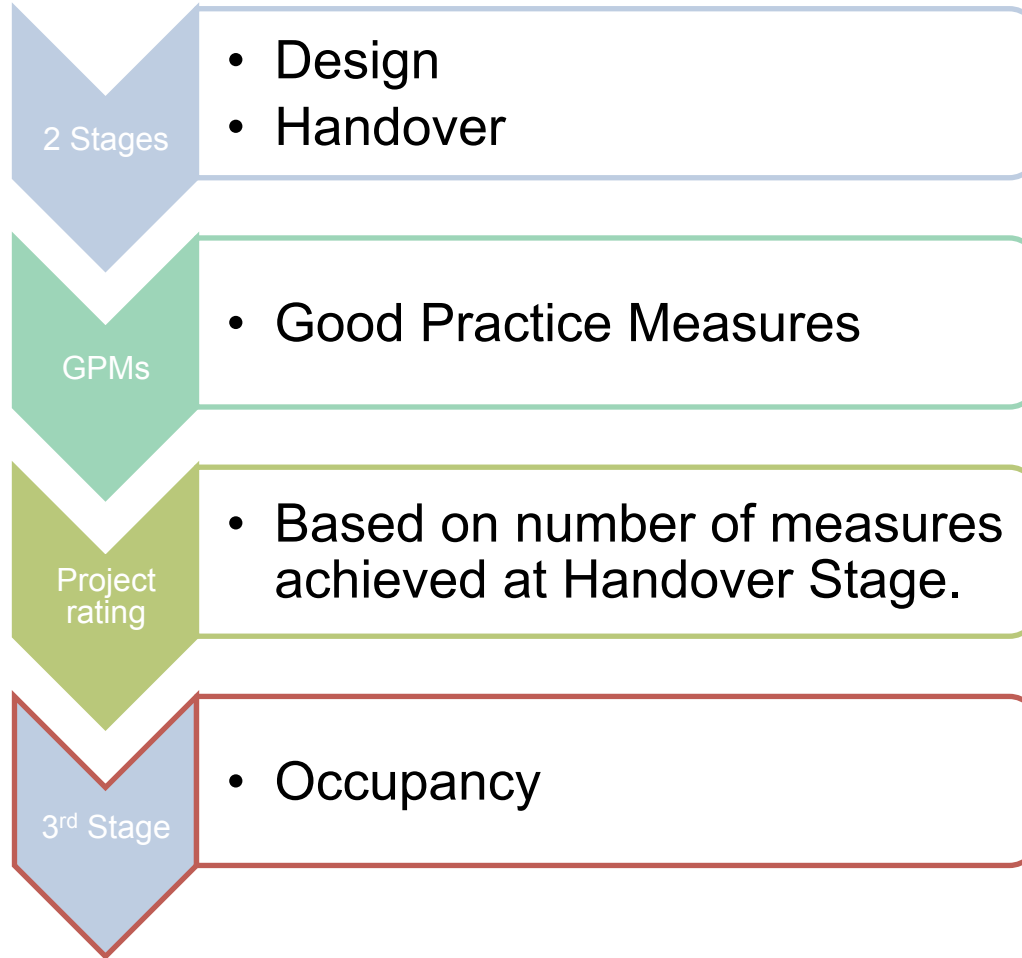 2 Stages
• Design
• Handover
GPMs
• Good Practice Measures
Project
rating
• Based on number of measures
achieved at Handover Stage.
3rd Stage
• Occupancy